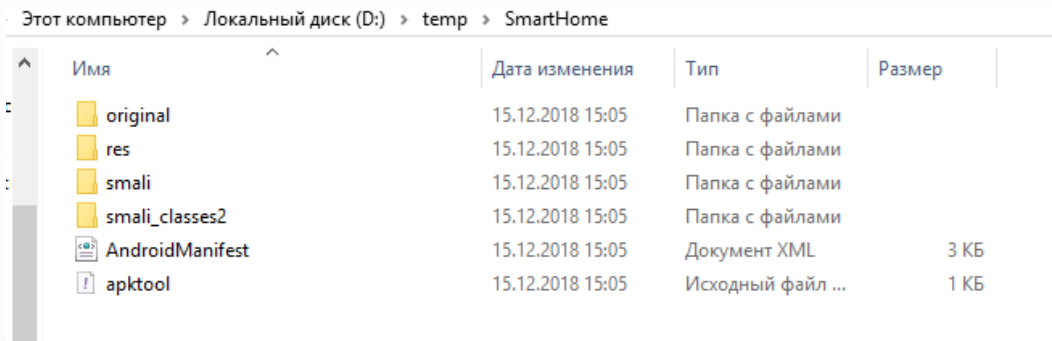 Этот компьютер > Локальный диск (D:) > temp > SmartHome
Имя Дата изменения Тип Размер
original 15.12.2018 15:05 Папка с файлами
res 15.12.2018 15:05 Папка с файлами
smali 15.12.2018 15:05 Папка с файлами
smali_classes2 15.12.2018 15:05 Папка с файлами
AndroidManifest 15.12.2018 15:05 Документ XML 3 КБ
apktool 15.12.2018 15:05 Исходный файл ... 1 КБ